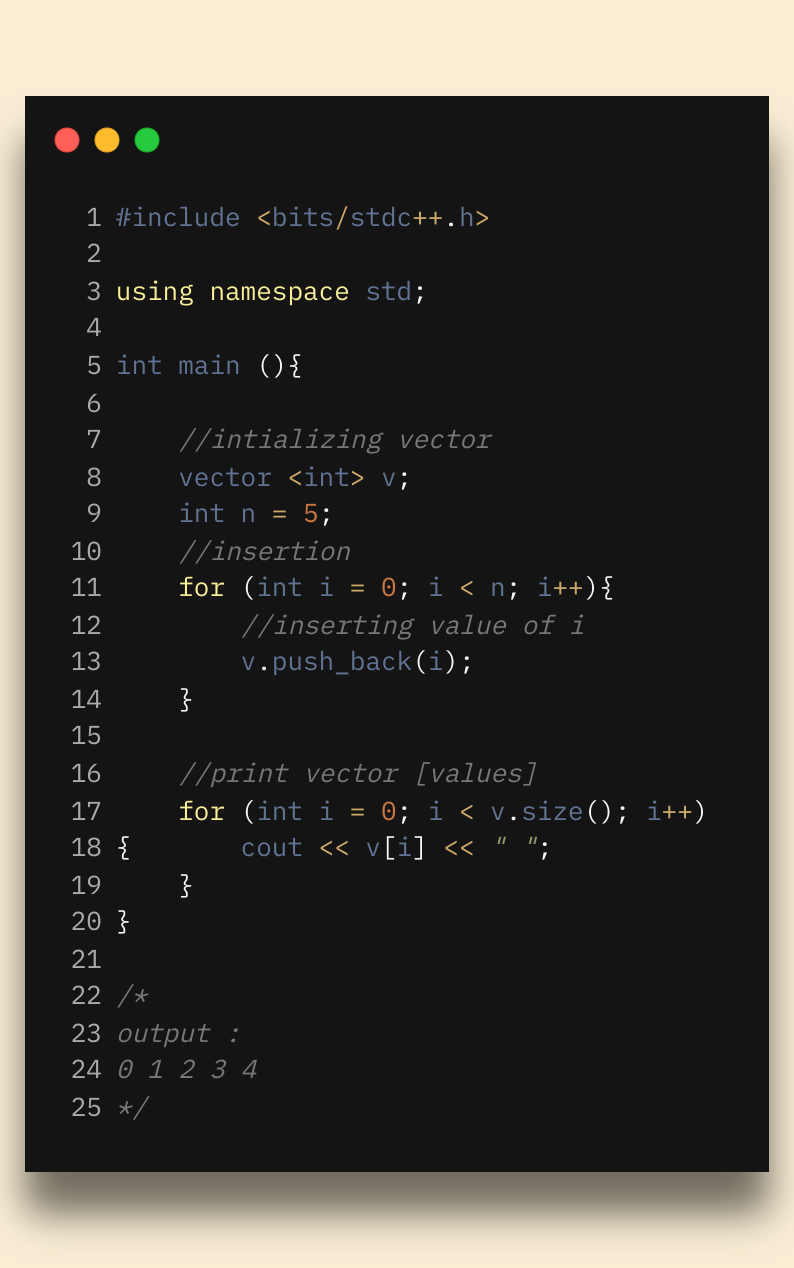 1 #include <bits/stdc++.h>
2
3 using namespace std;
4
5 int main (){
6
7     //intializing vector
8     vector <int> v;
9     int n = 5;
10     //insertion
11     for (int i = 0; i < n; i++){
12         //inserting value of i
13         v.push_back(i);
14     }
15
16     //print vector [values]
17     for (int i = 0; i < v.size(); i++)
18 {       cout << v[i] << " ";
19     }
20 }
21
22 /*
23 output :
24 0 1 2 3 4
25 */